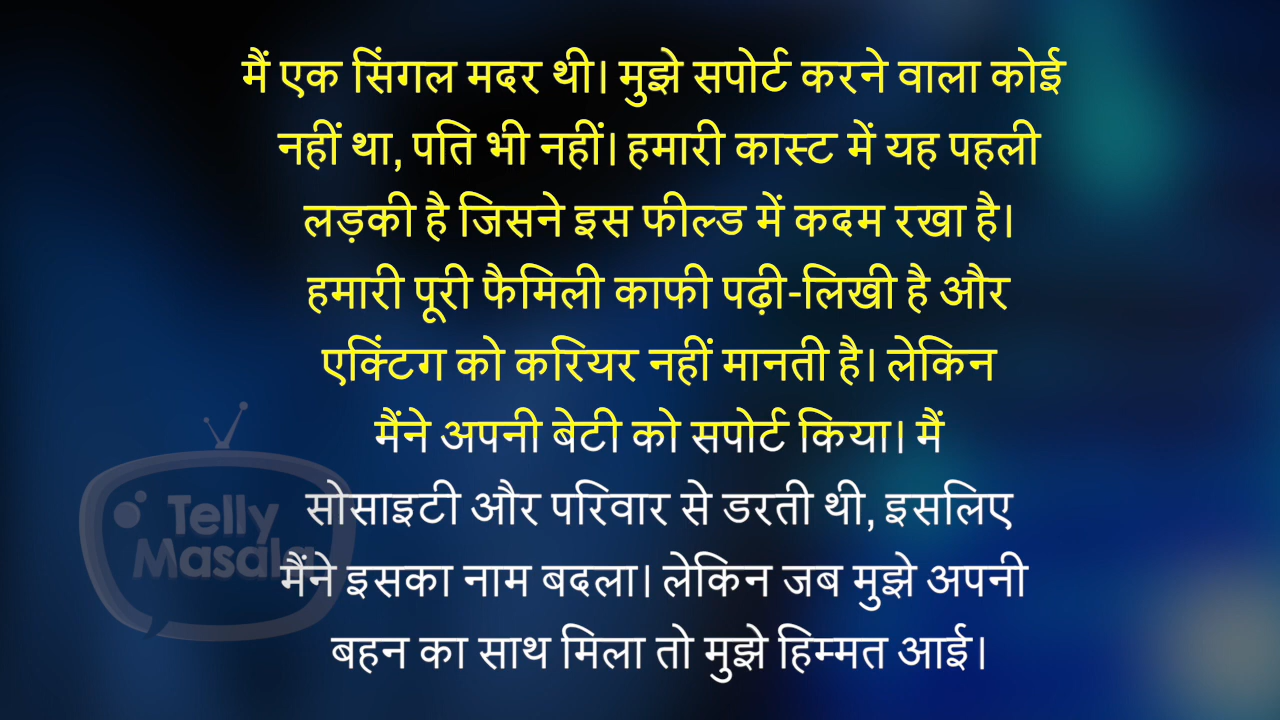 मैं एक सिंगल मदर थी। मुझे सपोर्ट करने वाला कोई
नहीं था, पति भी नहीं। हमारी कास्ट में यह पहली
लड़की है जिसने इस फील्ड में कदम रखा है।
हमारी पूरी फैमिली काफी पढ़ी-लिखी है और
एक्टिंग को करियर नहीं मानती है। लेकिन
मैंने अपनी बेटी को सपोर्ट किया। मैं
सोसाइटी और परिवार से डरती थी, इसलिए
मैंने इसका नाम बदला। लेकिन जब मुझे अपनी
बहन का साथ मिला तो मुझे हिम्मत आई।
Telly
Masala